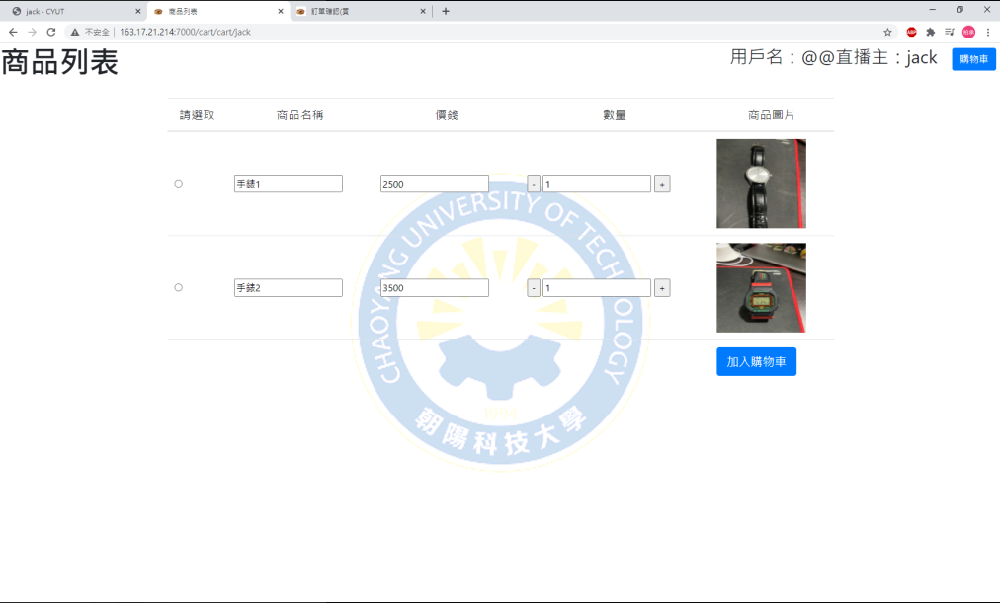 jack - CYUT
商品列表
訂單確認(賣
不安全 | 163.17.21.214:7000/cart/cart/jack
商品列表
用戶名：@@直播主：jack
購物車
請選取 商品名稱 價錢 數量 商品圖片
手錶1 2500 - 1 +
手錶2 3500 - 1 +
加入購物車
CHAOYANG UNIVERSITY OF TECHNOLOGY
1994
朝陽科技大學